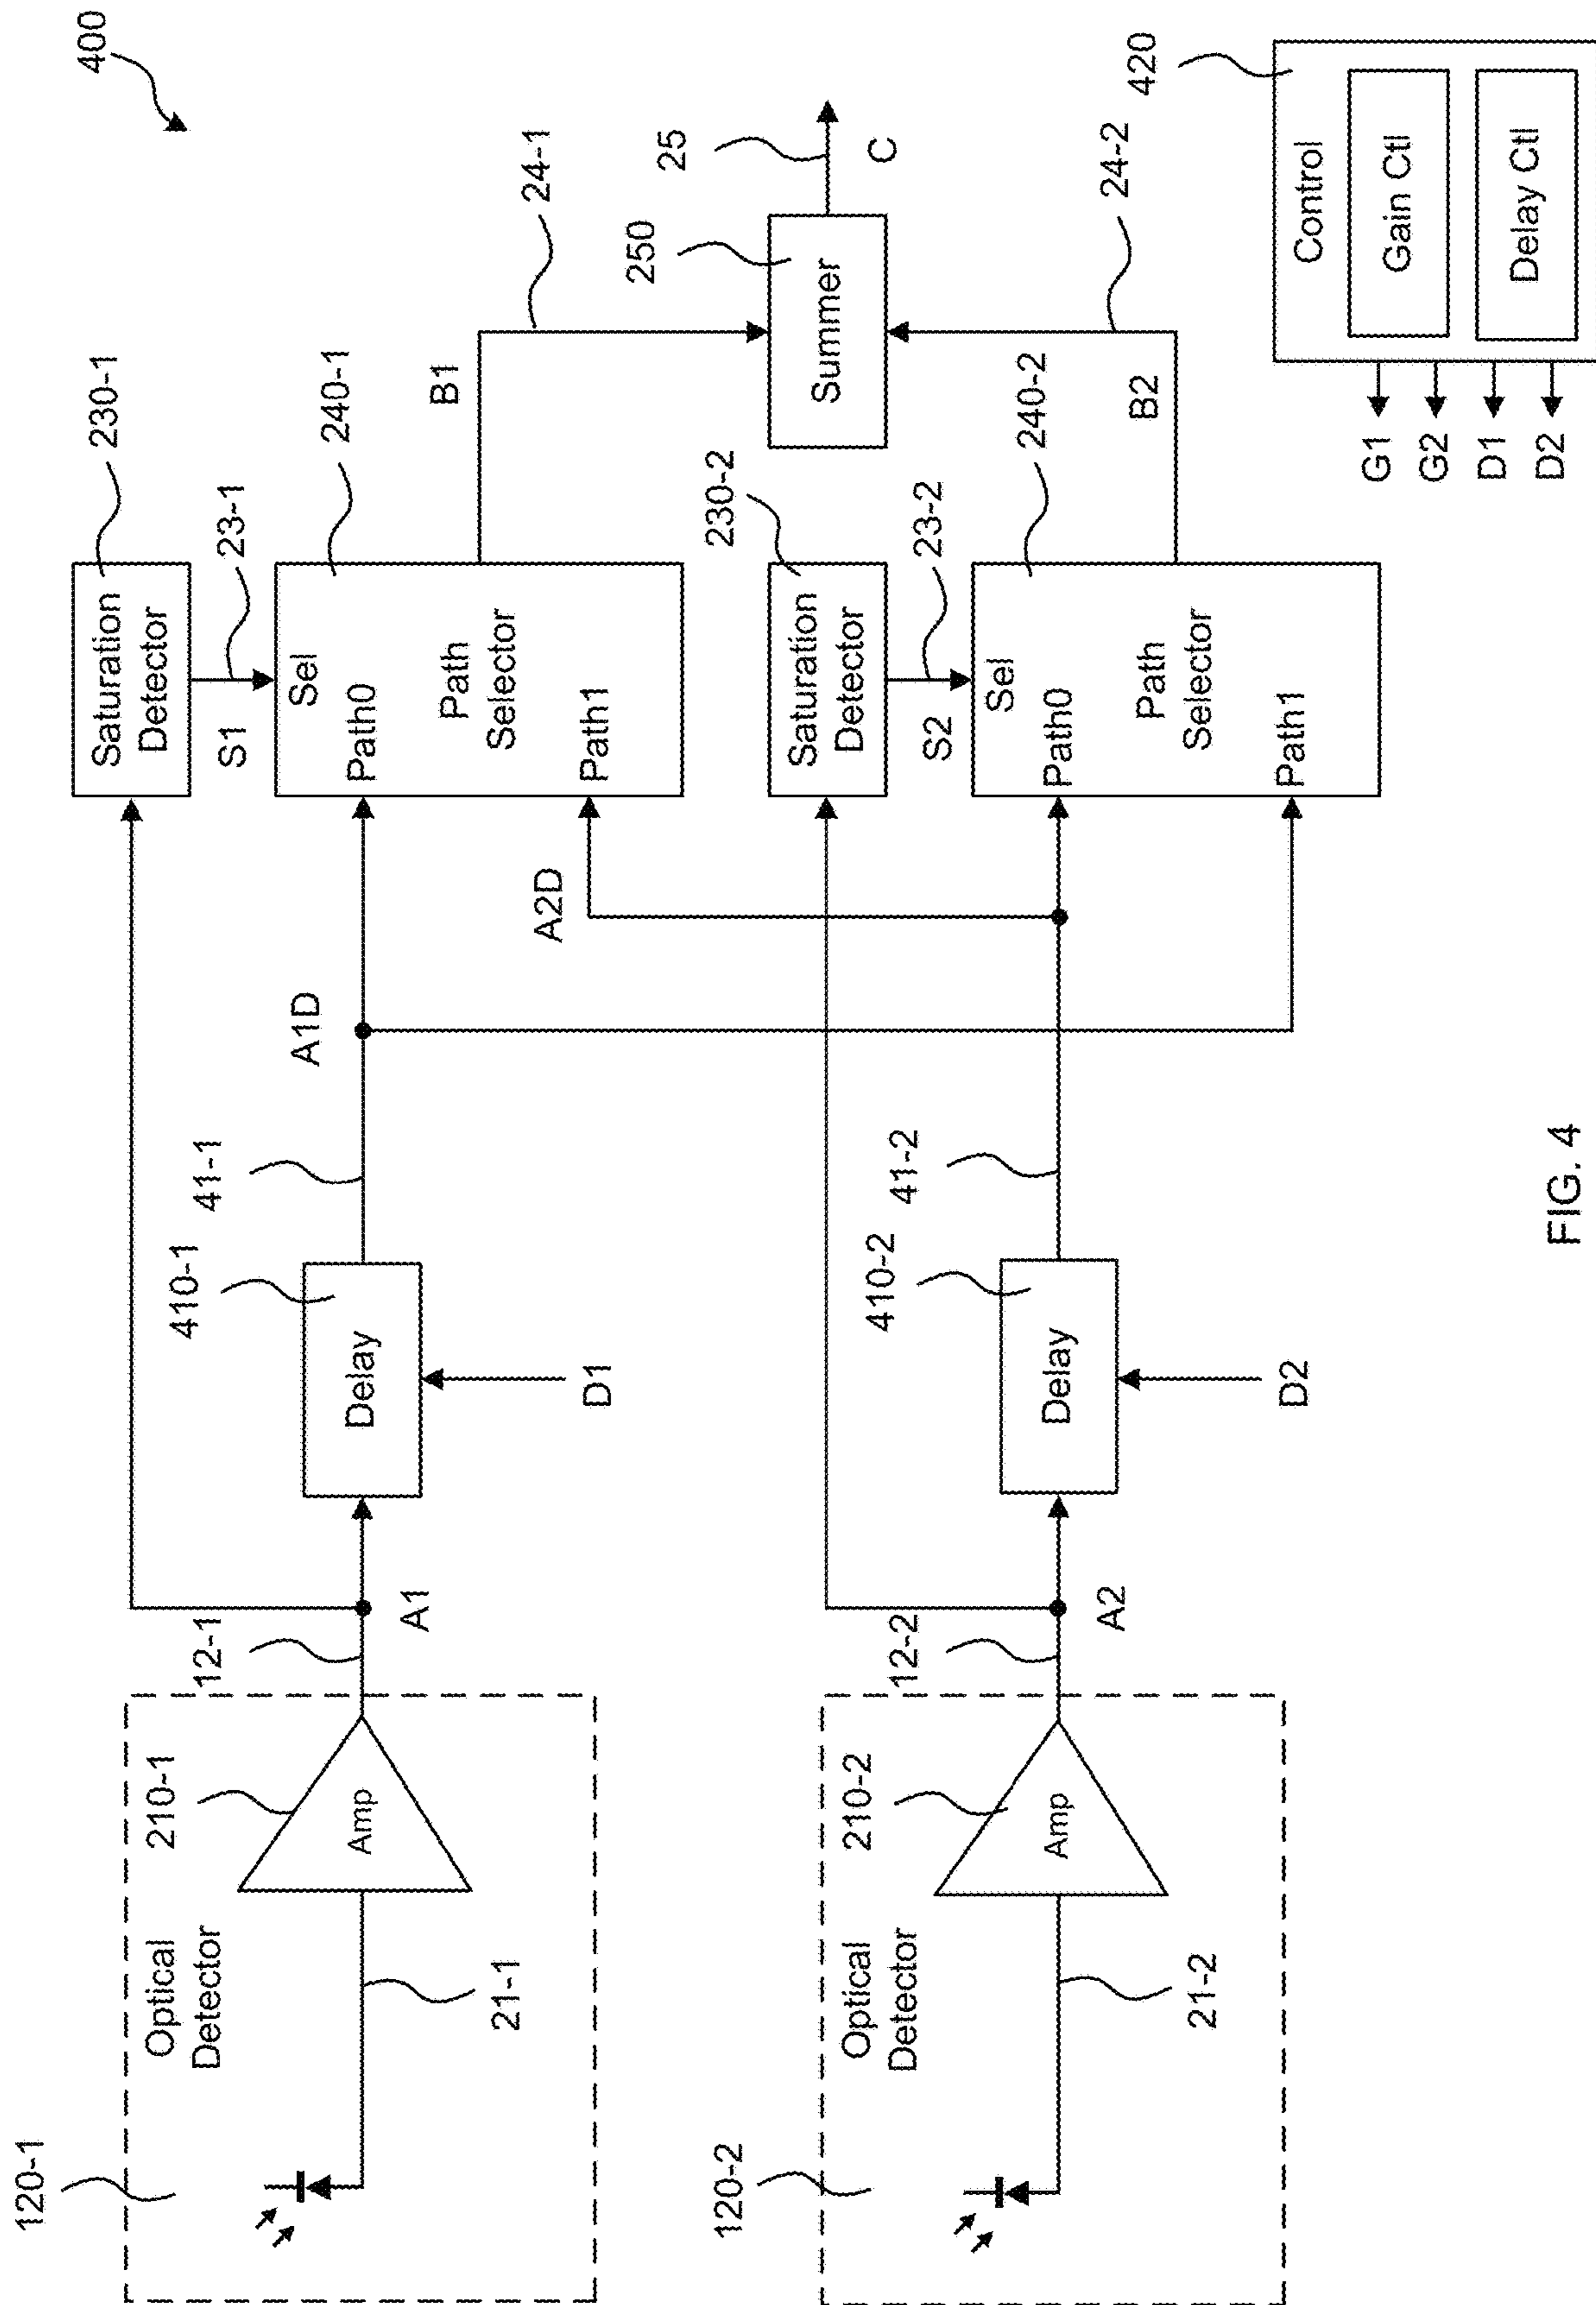 400
120-1
Optical
Detector
21-1
210-1
Amp
12-1
A1
410-1
Delay
D1
41-1
A1D
A2D
230-1
Saturation
Detector
S1
23-1
240-1
Sel
Path0
Path
Selector
Path1
B1
24-1
250
Summer
25
C
120-2
Optical
Detector
21-2
210-2
Amp
12-2
A2
410-2
Delay
D2
41-2
230-2
Saturation
Detector
S2
23-2
240-2
Sel
Path0
Path
Selector
Path1
B2
24-2
420
Control
Gain Ctl
Delay Ctl
G1
G2
D1
D2
FIG. 4